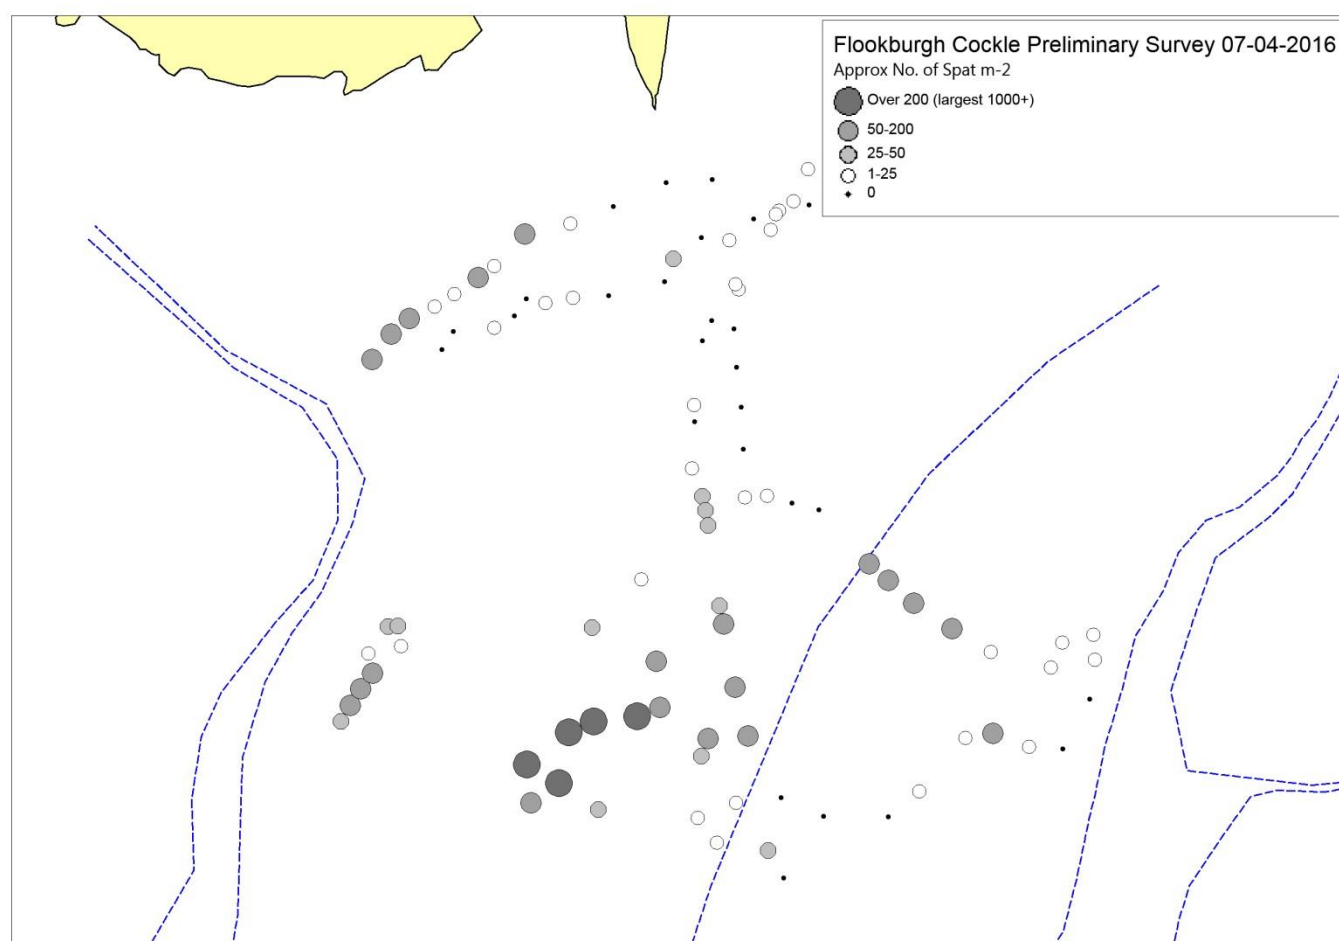 Flookburgh Cockle Preliminary Survey 07-04-2016
Approx No. of Spat m-2
Over 200 (largest 1000+)
50-200
25-50
1-25
0